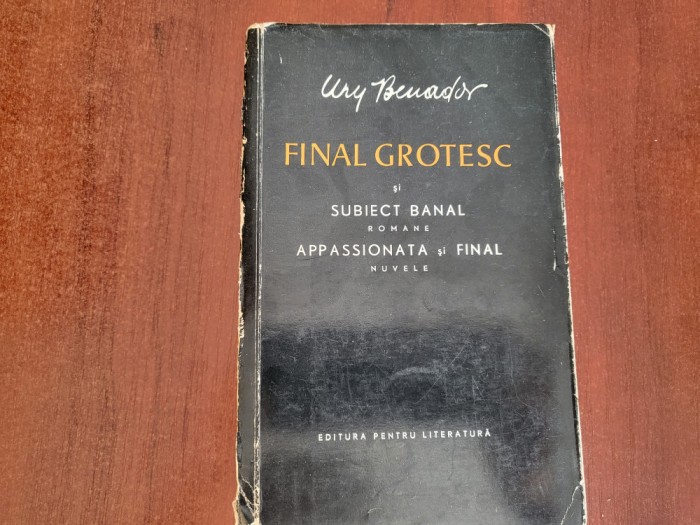 Ury Benador
FINAL GROTESC
și
SUBIECT BANAL
ROMANE
APPASSIONATA și FINAL
NUVELE
EDITURA PENTRU LITERATURĂ